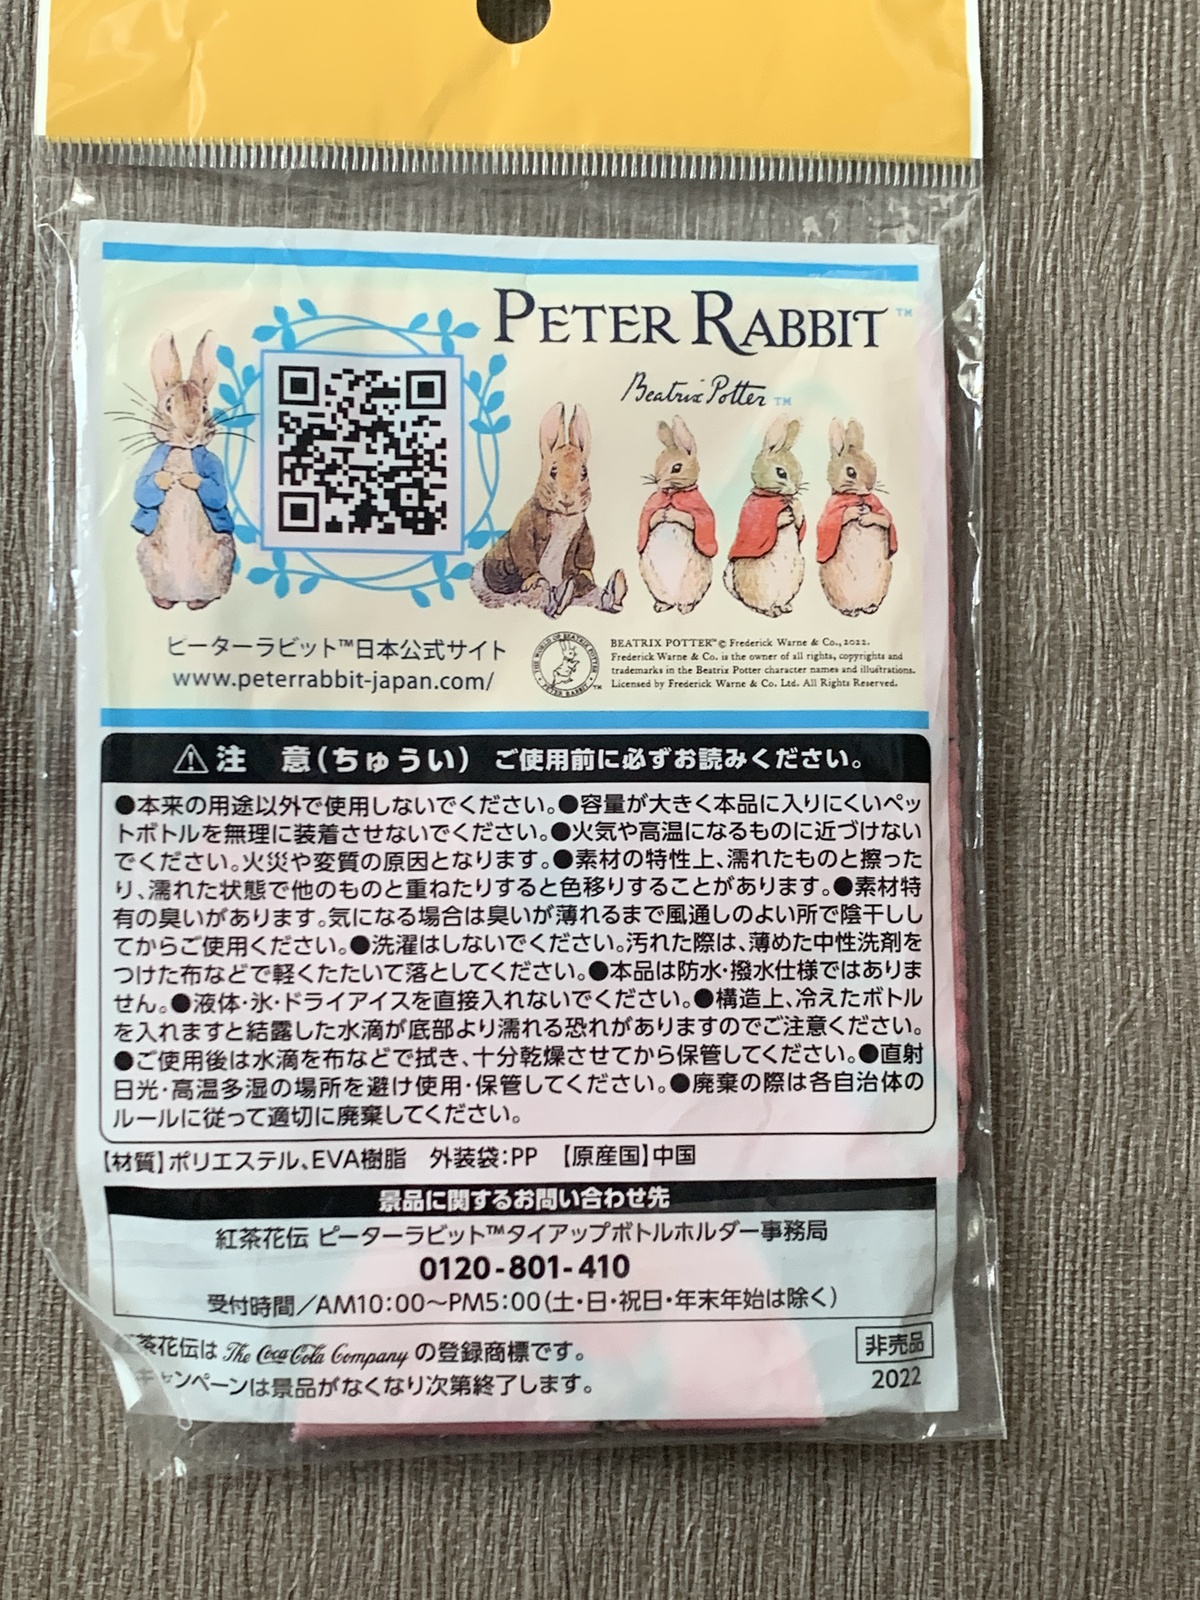 PETER RABBIT™
Beatrix Potter™
ピーターラビット™日本公式サイト
www.peterrabbit-japan.com/
THE WORLD OF BEATRIX POTTER
PETER RABBIT™
BEATRIX POTTER™ © Frederick Warne & Co., 2022.
Frederick Warne & Co. is the owner of all rights, copyrights and
trademarks in the Beatrix Potter character names and illustrations.
Licensed by Frederick Warne & Co. Ltd. All Rights Reserved.
⚠注 意(ちゅうい) ご使用前に必ずお読みください。
●本来の用途以外で使用しないでください。●容量が大きく本品に入りにくいペッ
トボトルを無理に装着させないでください。●火気や高温になるものに近づけない
でください。火災や変質の原因となります。●素材の特性上、濡れたものと擦った
り、濡れた状態で他のものと重ねたりすると色移りすることがあります。●素材特
有の臭いがあります。気になる場合は臭いが薄れるまで風通しのよい所で陰干しし
てからご使用ください。●洗濯はしないでください。汚れた際は、薄めた中性洗剤を
つけた布などで軽くたたいて落としてください。●本品は防水・撥水仕様ではありま
せん。●液体・氷・ドライアイスを直接入れないでください。●構造上、冷えたボトル
を入れますと結露した水滴が底部より濡れる恐れがありますのでご注意ください。
●ご使用後は水滴を布などで拭き、十分乾燥させてから保管してください。●直射
日光・高温多湿の場所を避け使用・保管してください。●廃棄の際は各自治体の
ルールに従って適切に廃棄してください。
【材質】ポリエステル、EVA樹脂 外装袋:PP 【原産国】中国
景品に関するお問い合わせ先
紅茶花伝 ピーターラビット™タイアップボトルホルダー事務局
0120-801-410
受付時間／AM10:00〜PM5:00(土・日・祝日・年末年始は除く)
茶花伝は The Coca-Cola Company の登録商標です。
キャンペーンは景品がなくなり次第終了します。
非売品
2022